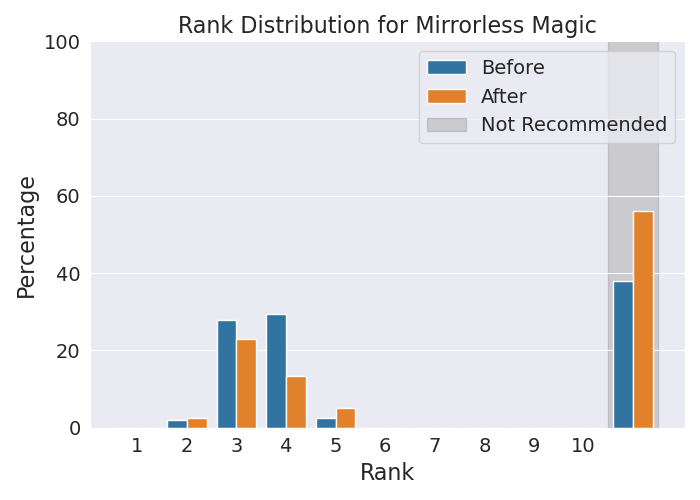 Rank Distribution for Mirrorless Magic
100
80
60
40
20
0
Percentage
Before
After
Not Recommended
1 2 3 4 5 6 7 8 9 10
Rank